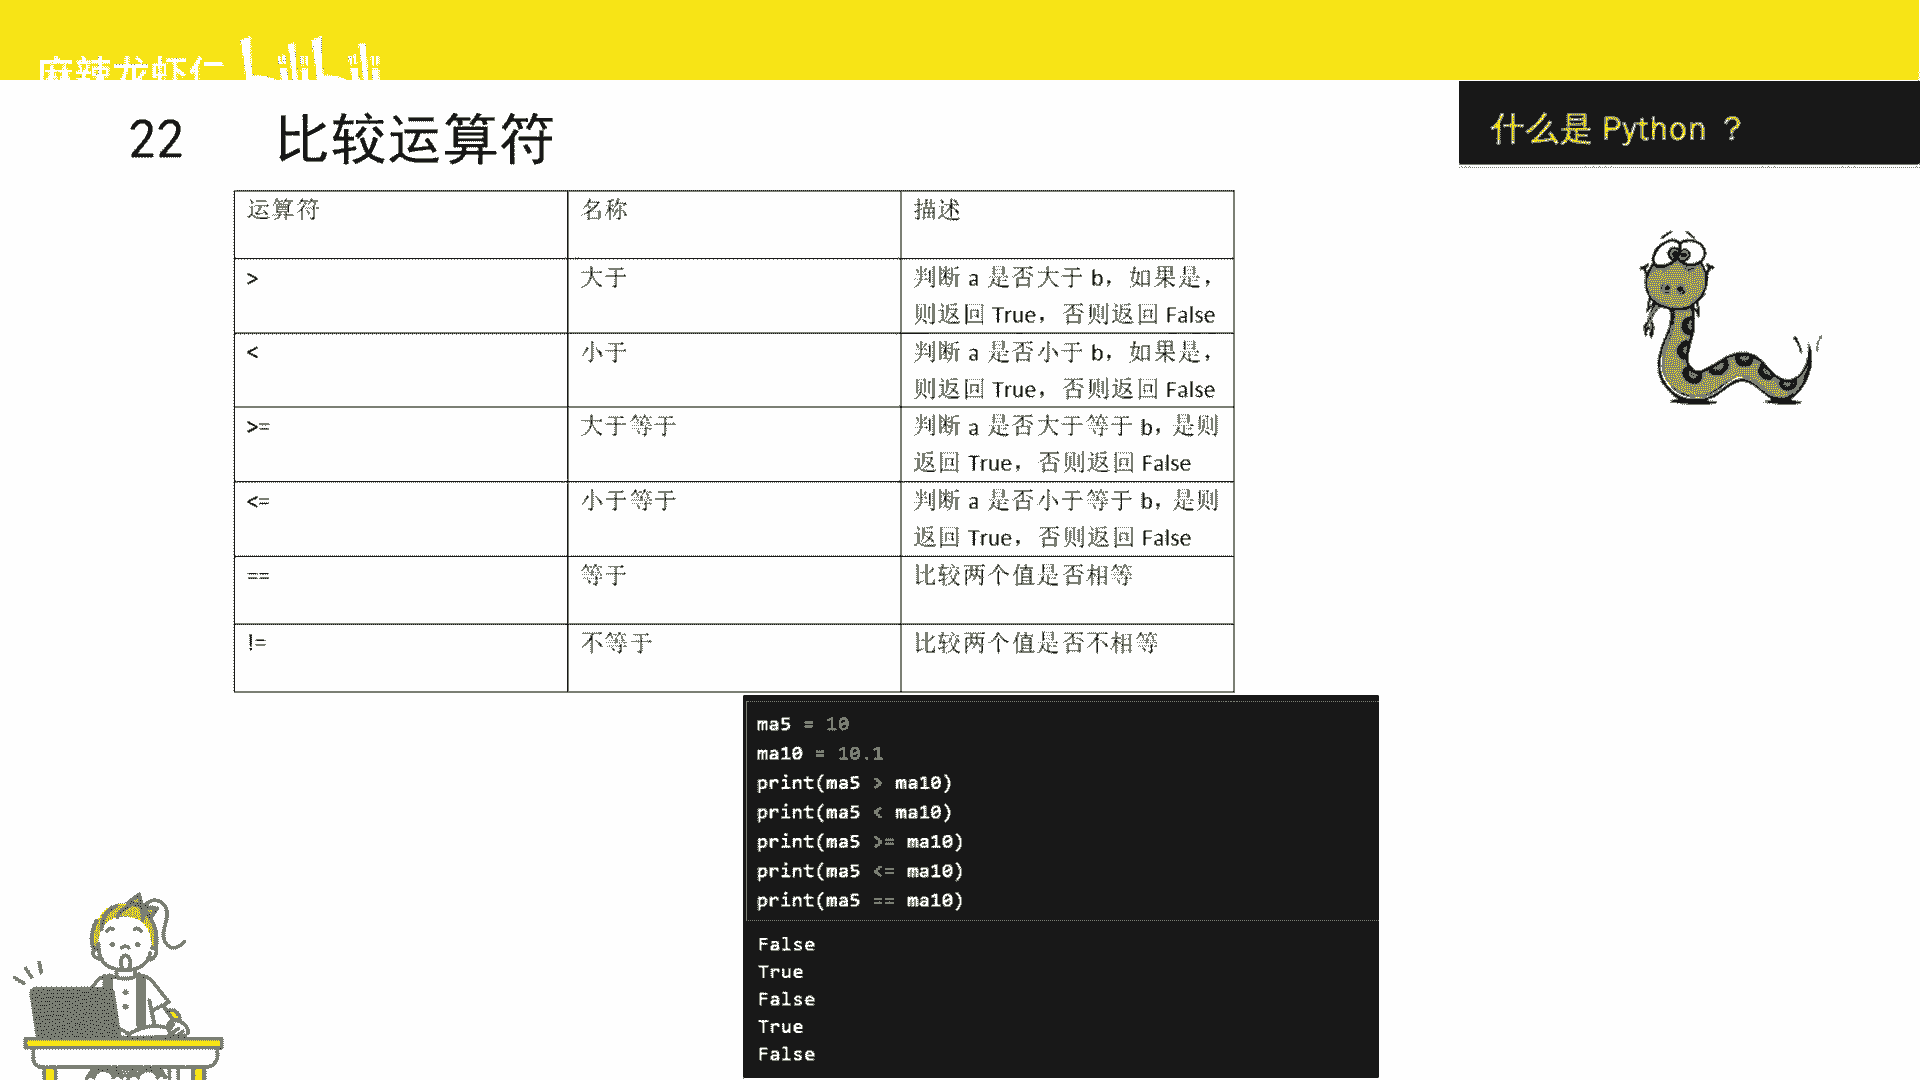 麻辣龙虾仁 bilibili
什么是 Python ？
22 比较运算符
运算符 名称 描述
> 大于 判断 a 是否大于 b，如果是，
则返回 True，否则返回 False
< 小于 判断 a 是否小于 b，如果是，
则返回 True，否则返回 False
>= 大于等于 判断 a 是否大于等于 b，是则
返回 True，否则返回 False
<= 小于等于 判断 a 是否小于等于 b，是则
返回 True，否则返回 False
== 等于 比较两个值是否相等
!= 不等于 比较两个值是否不相等
ma5 = 10
ma10 = 10.1
print(ma5 > ma10)
print(ma5 < ma10)
print(ma5 >= ma10)
print(ma5 <= ma10)
print(ma5 == ma10)
False
True
False
True
False